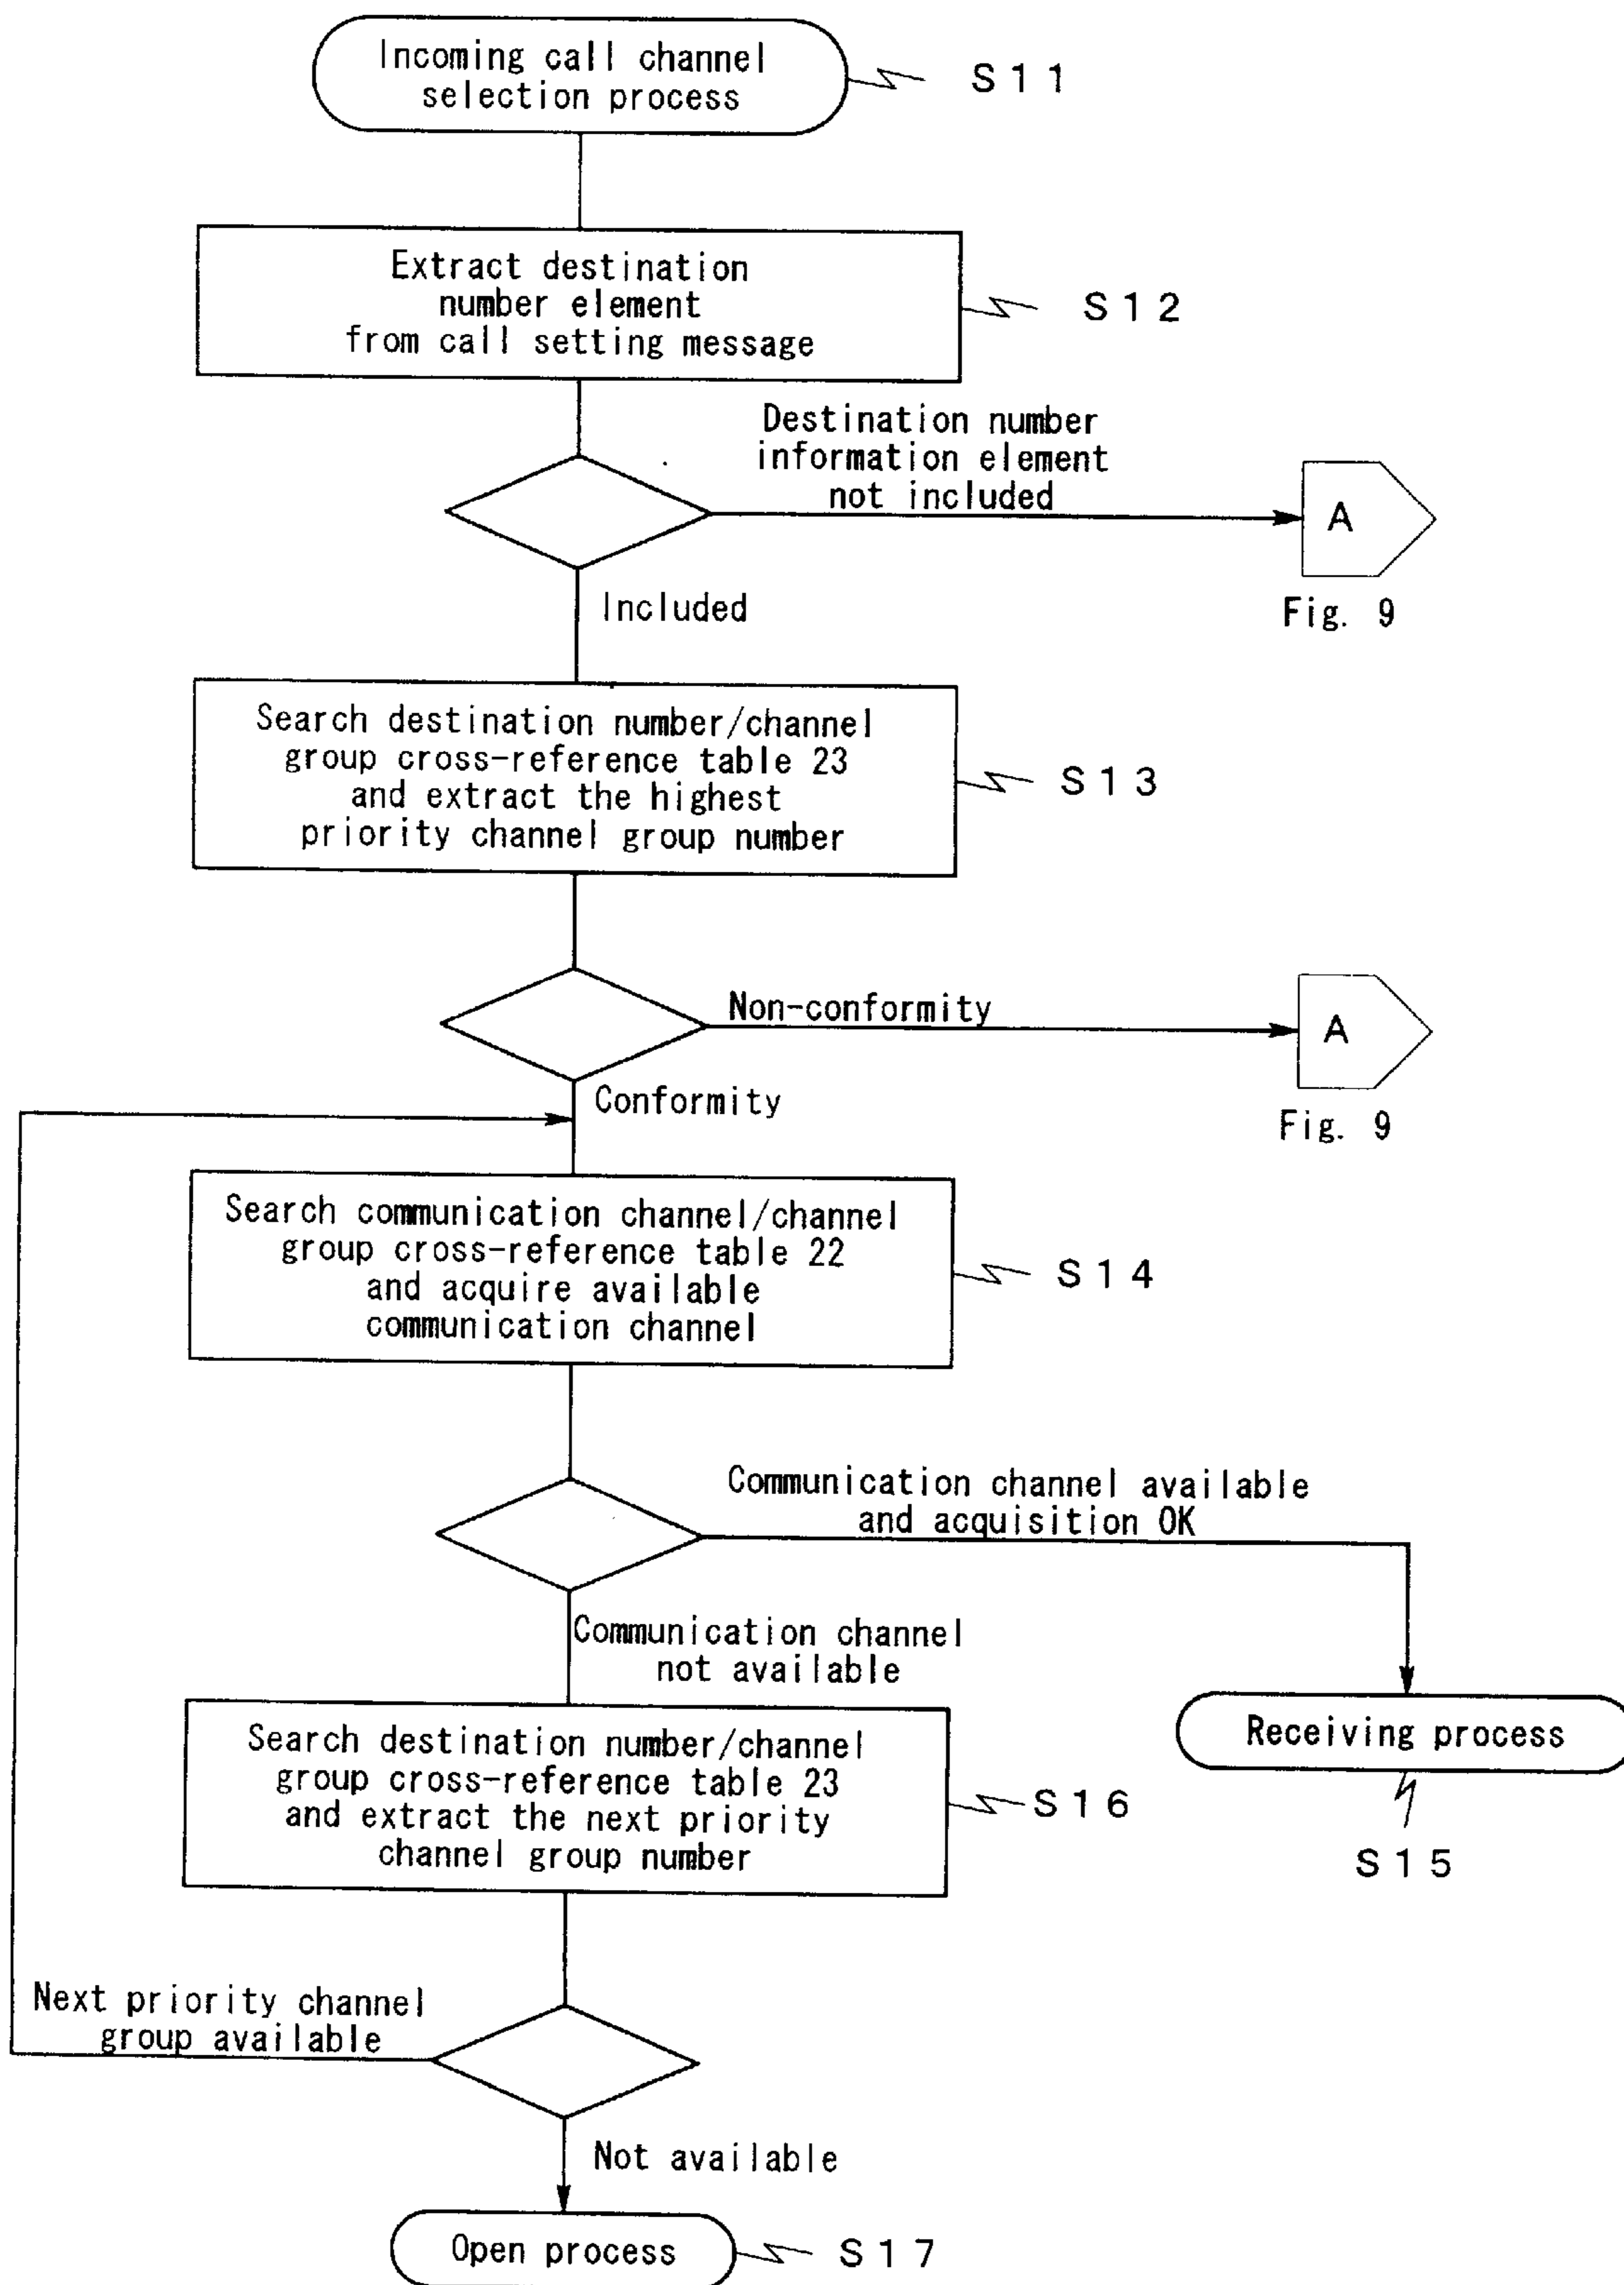 Incoming call channel
selection process
S11
Extract destination
number element
from call setting message
S12
Destination number
information element
not included
A
Fig. 9
Included
Search destination number/channel
group cross-reference table 23
and extract the highest
priority channel group number
S13
Non-conformity
A
Fig. 9
Conformity
Search communication channel/channel
group cross-reference table 22
and acquire available
communication channel
S14
Communication channel available
and acquisition OK
Communication channel
not available
Receiving process
S15
Search destination number/channel
group cross-reference table 23
and extract the next priority
channel group number
S16
Next priority channel
group available
Not available
Open process
S17